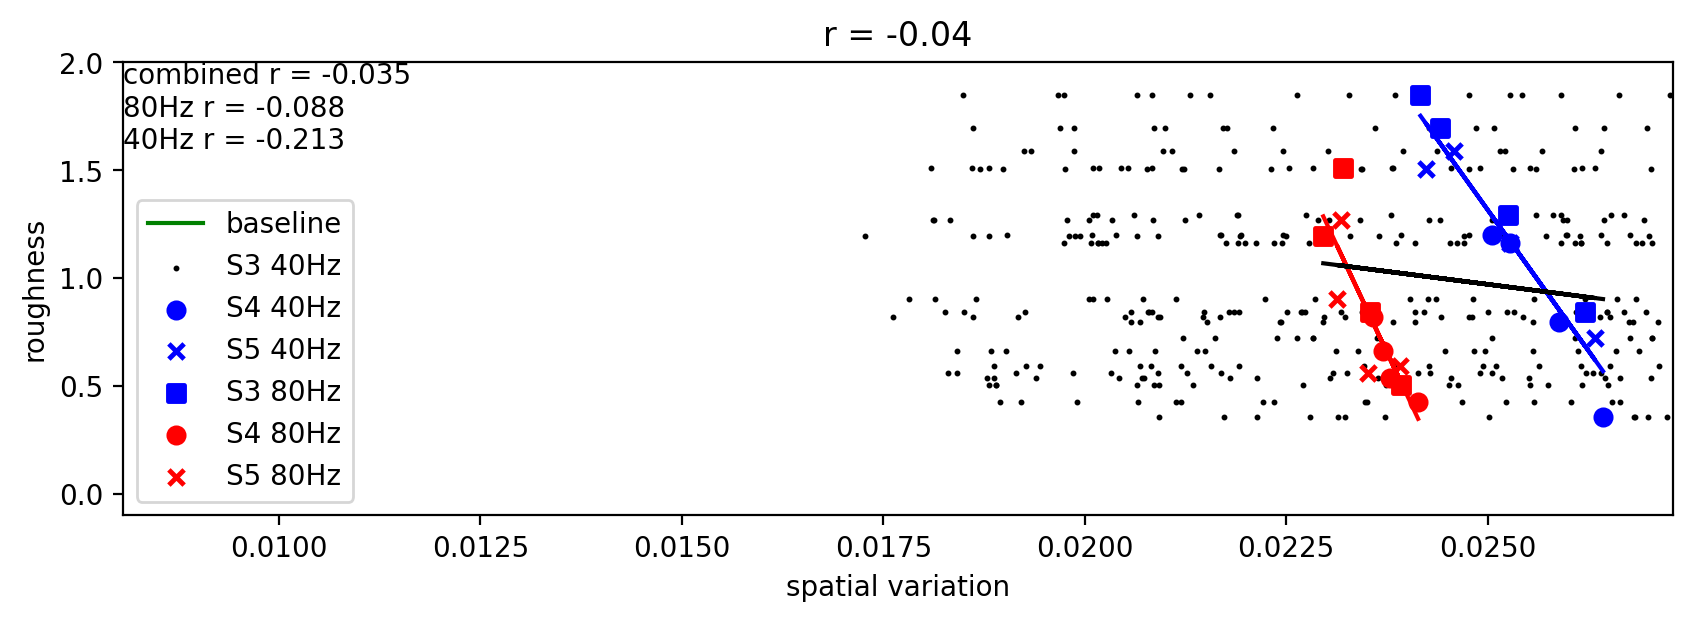 r = -0.04
combined r = -0.035
80Hz r = -0.088
40Hz r = -0.213
2.0
1.5
1.0
0.5
0.0
roughness
baseline
S3 40Hz
S4 40Hz
S5 40Hz
S3 80Hz
S4 80Hz
S5 80Hz
0.0100 0.0125 0.0150 0.0175 0.0200 0.0225 0.0250
spatial variation